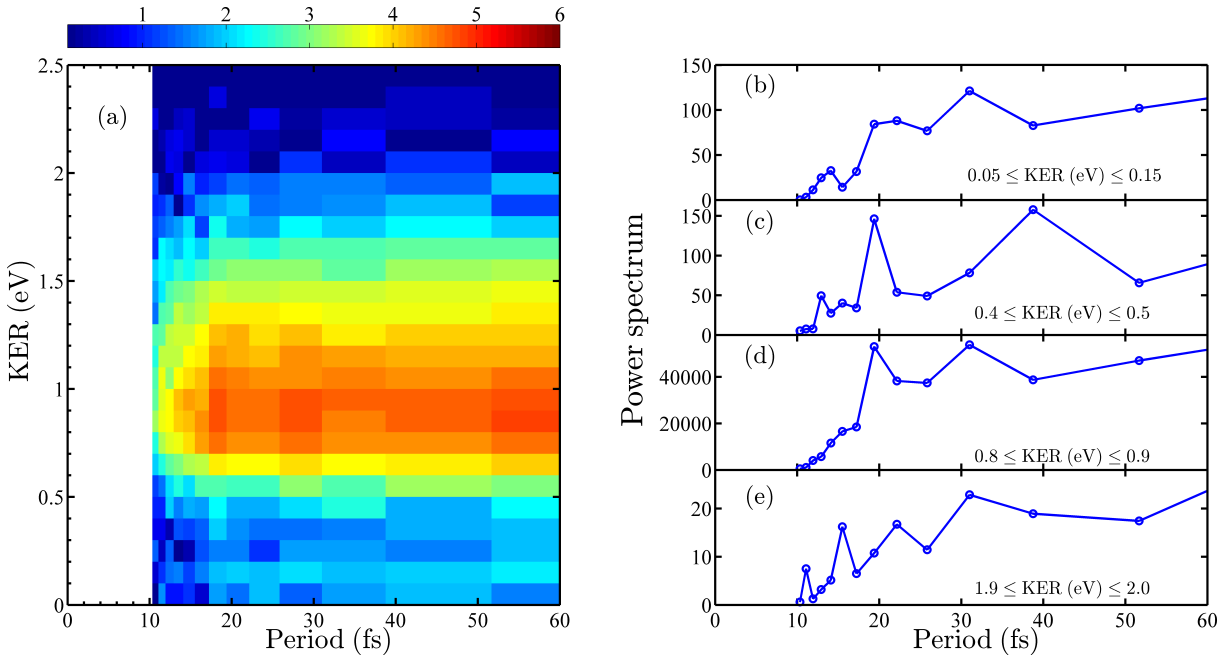 1 2 3 4 5 6
2.5
2
1.5
1
0.5
0
KER (eV)
(a)
0 10 20 30 40 50 60
Period (fs)
Power spectrum
150
100
50
0
(b)
0.05 ≤ KER (eV) ≤ 0.15
150
100
50
0
(c)
0.4 ≤ KER (eV) ≤ 0.5
40000
20000
0
(d)
0.8 ≤ KER (eV) ≤ 0.9
20
10
0
(e)
1.9 ≤ KER (eV) ≤ 2.0
0 10 20 30 40 50 60
Period (fs)